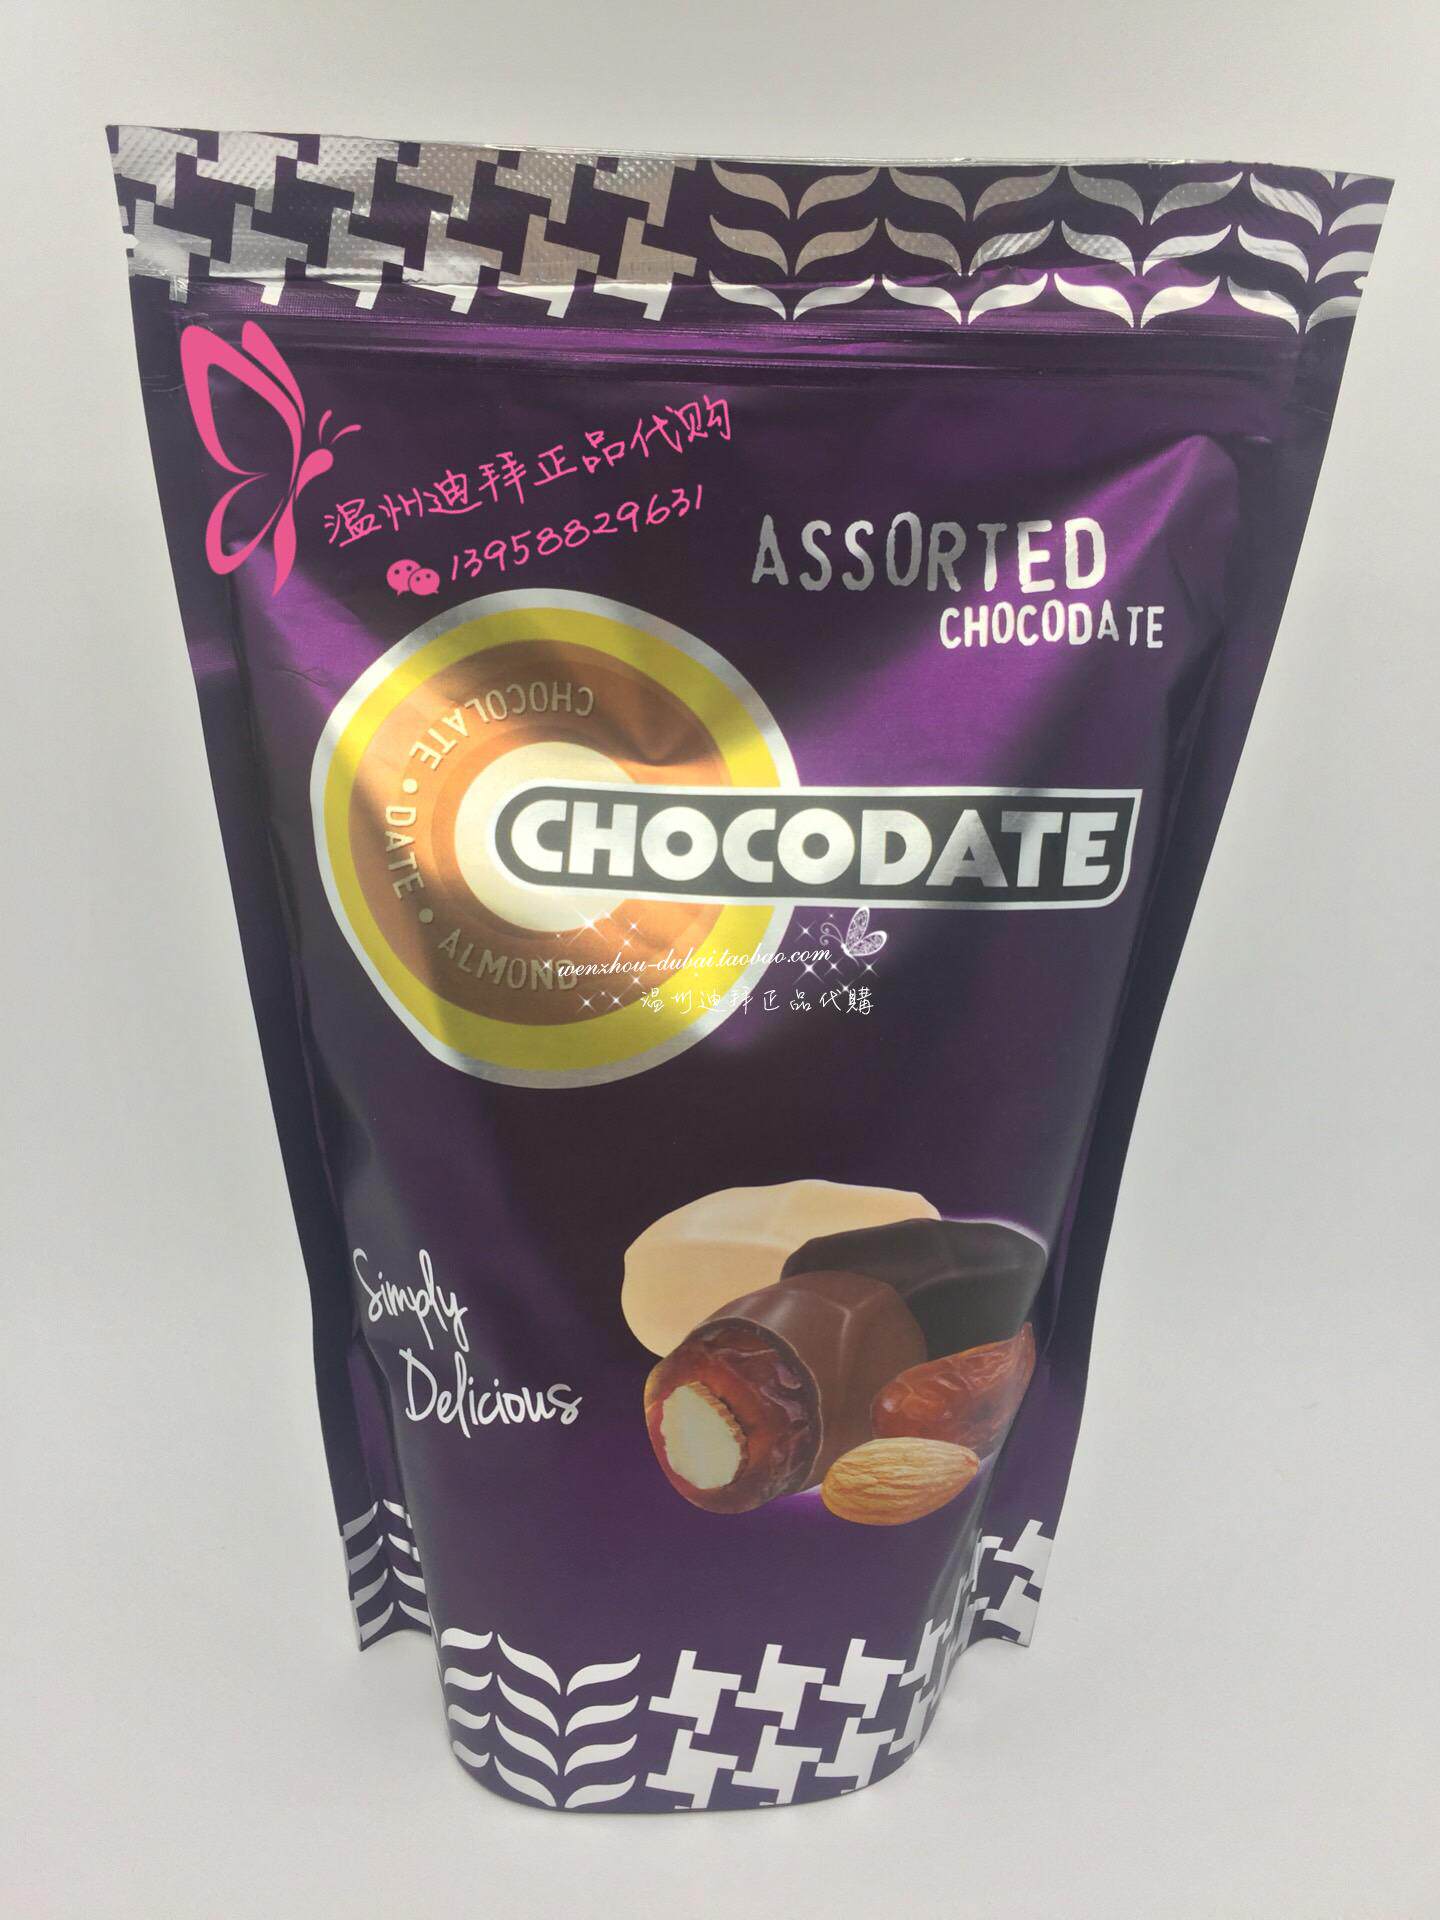 温州迪拜正品代购
13958829631
ASSORTED
CHOCODATE
CHOCOLATE • DATE • ALMOND
CHOCODATE
wenzhou-dubai.taobao.com
温州迪拜正品代購
Simply
Delicious